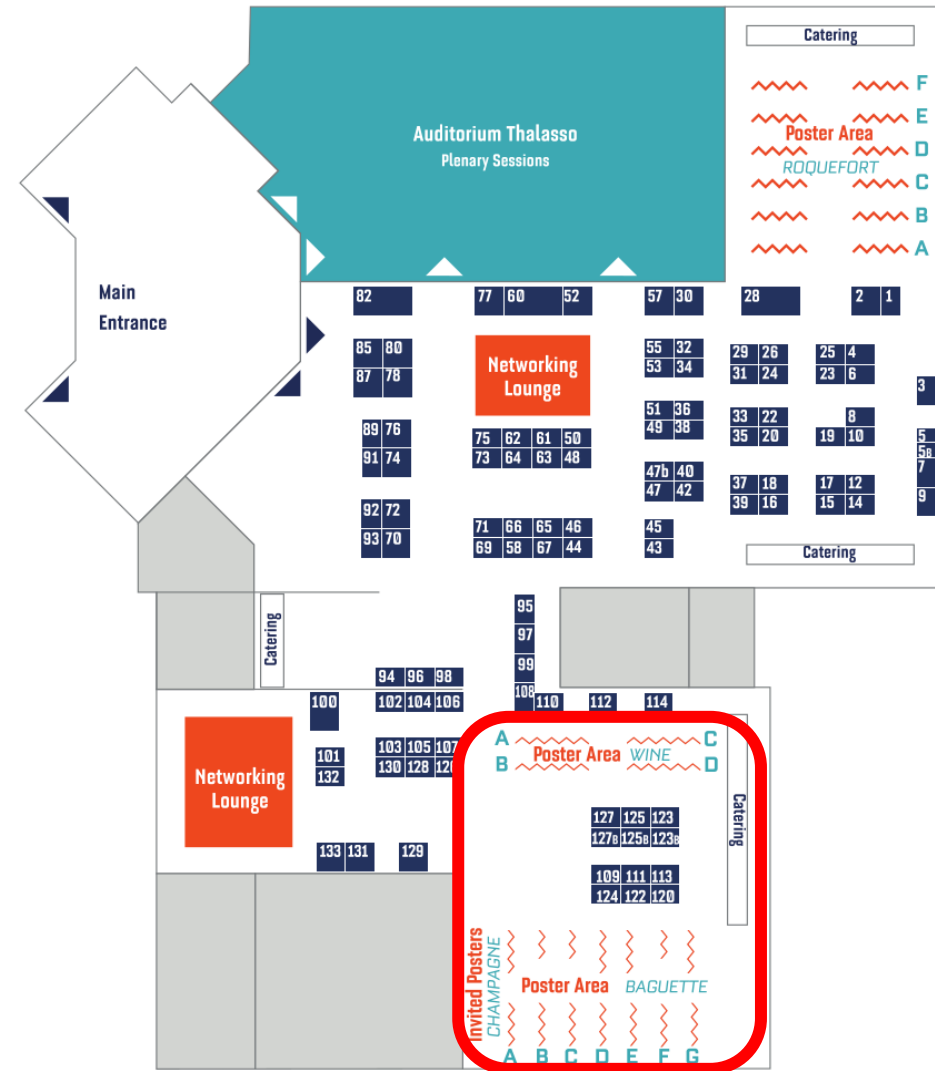 Catering
F
E
Poster Area
D
ROQUEFORT
C
B
A
Auditorium Thalasso
Plenary Sessions
Main
Entrance
82
77 60 52
57 30
28
2 1
85 80
87 78
Networking
Lounge
55 32
53 34
29 26
31 24
25 4
23 6
3
89 76
91 74
75 62 61 50
73 64 63 48
51 36
49 38
33 22
35 20
8
19 10
5
5B
7
9
47b 40
47 42
37 18
39 16
17 12
15 14
92 72
93 70
71 66 65 46
69 58 67 44
45
43
Catering
Catering
95
97
99
108
110
112
114
94 96 98
102 104 106
100
103 105 107
130 128
101
132
Networking
Lounge
133 131
129
A
C
Poster Area WINE
B
D
127 125 123
127B 125B 123B
109 111 113
124 122 120
Catering
Invited Posters
CHAMPAGNE
Poster Area BAGUETTE
A B C D E F G